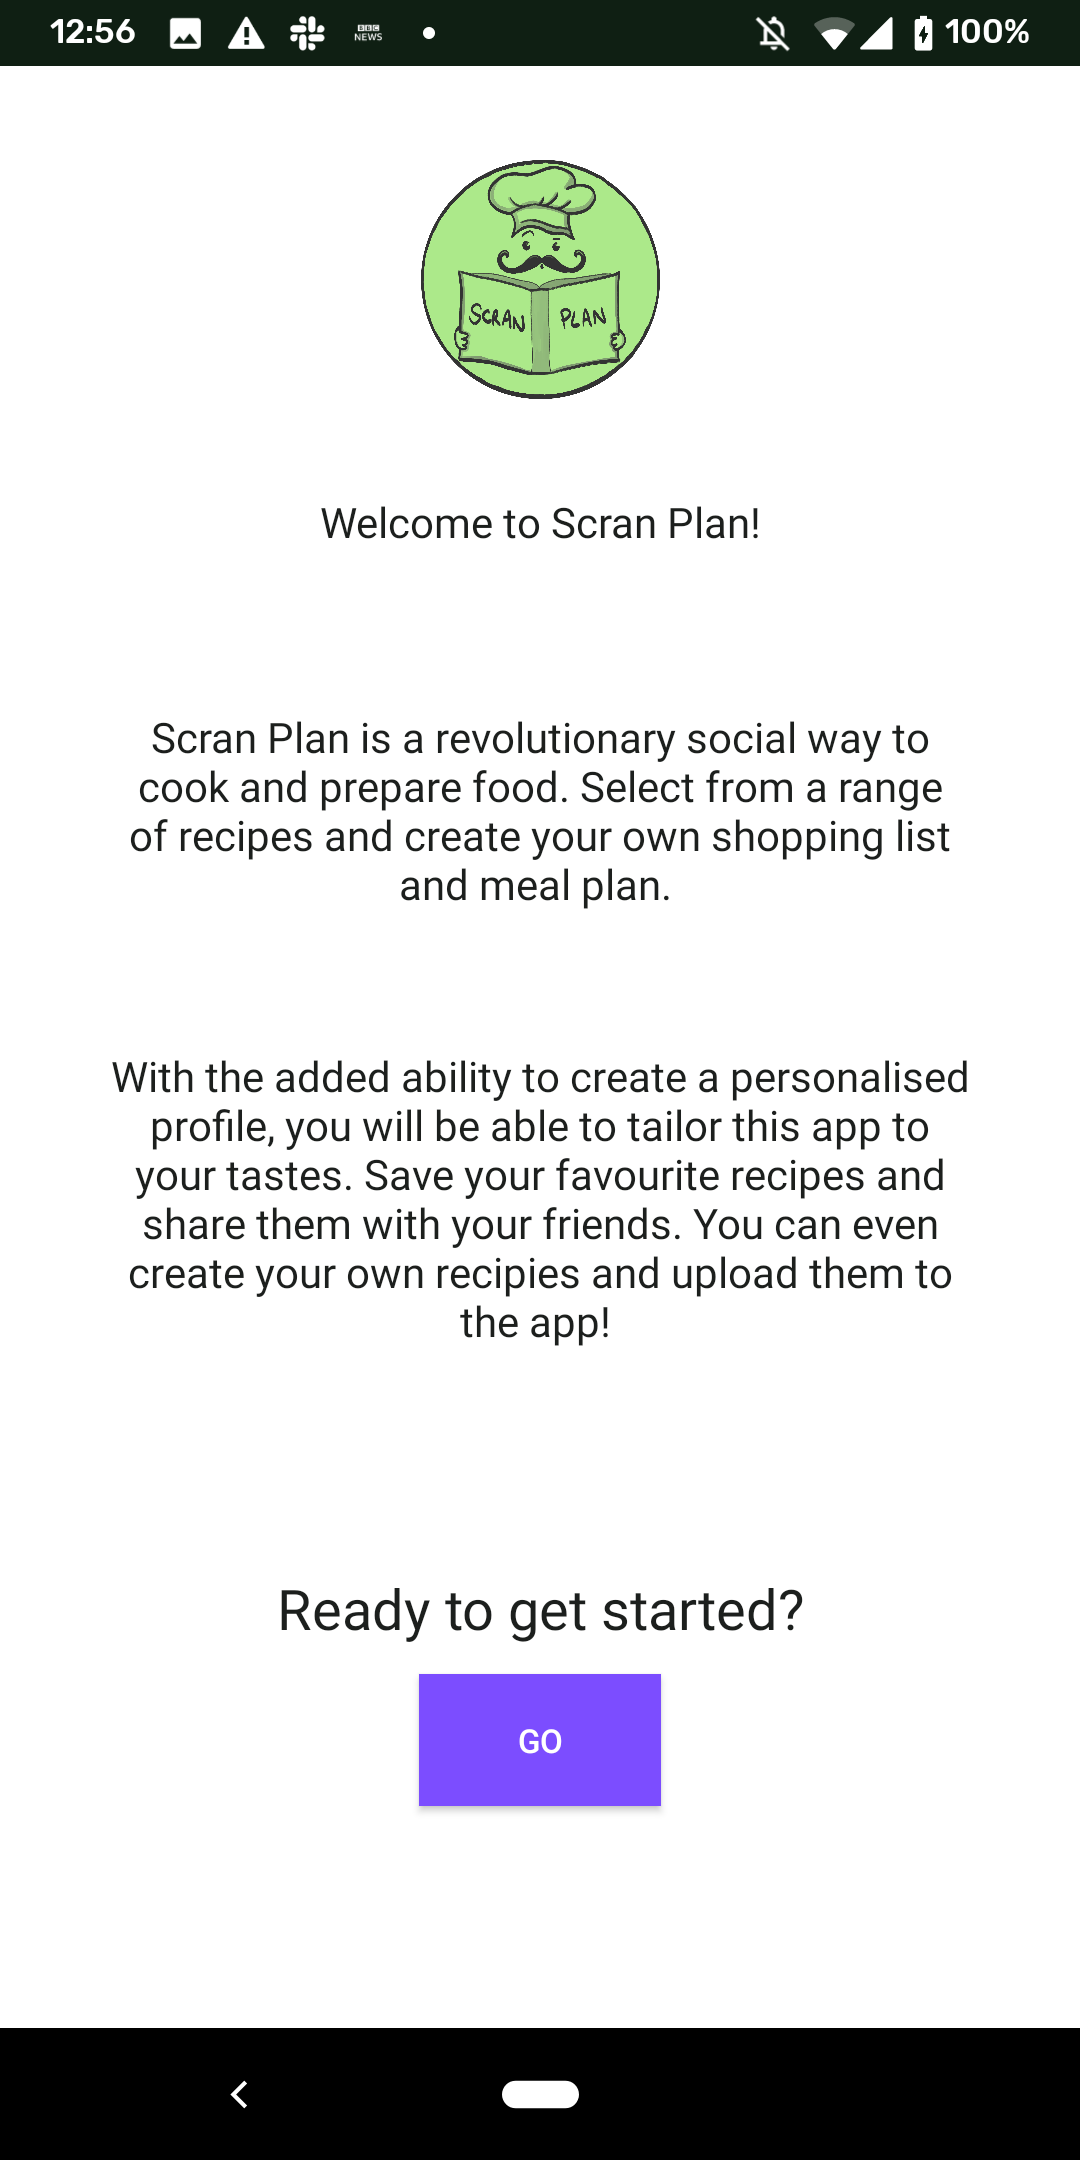 12:56
BBC
NEWS
100%
SCRAN PLAN
Welcome to Scran Plan!
Scran Plan is a revolutionary social way to
cook and prepare food. Select from a range
of recipes and create your own shopping list
and meal plan.
With the added ability to create a personalised
profile, you will be able to tailor this app to
your tastes. Save your favourite recipes and
share them with your friends. You can even
create your own recipies and upload them to
the app!
Ready to get started?
GO